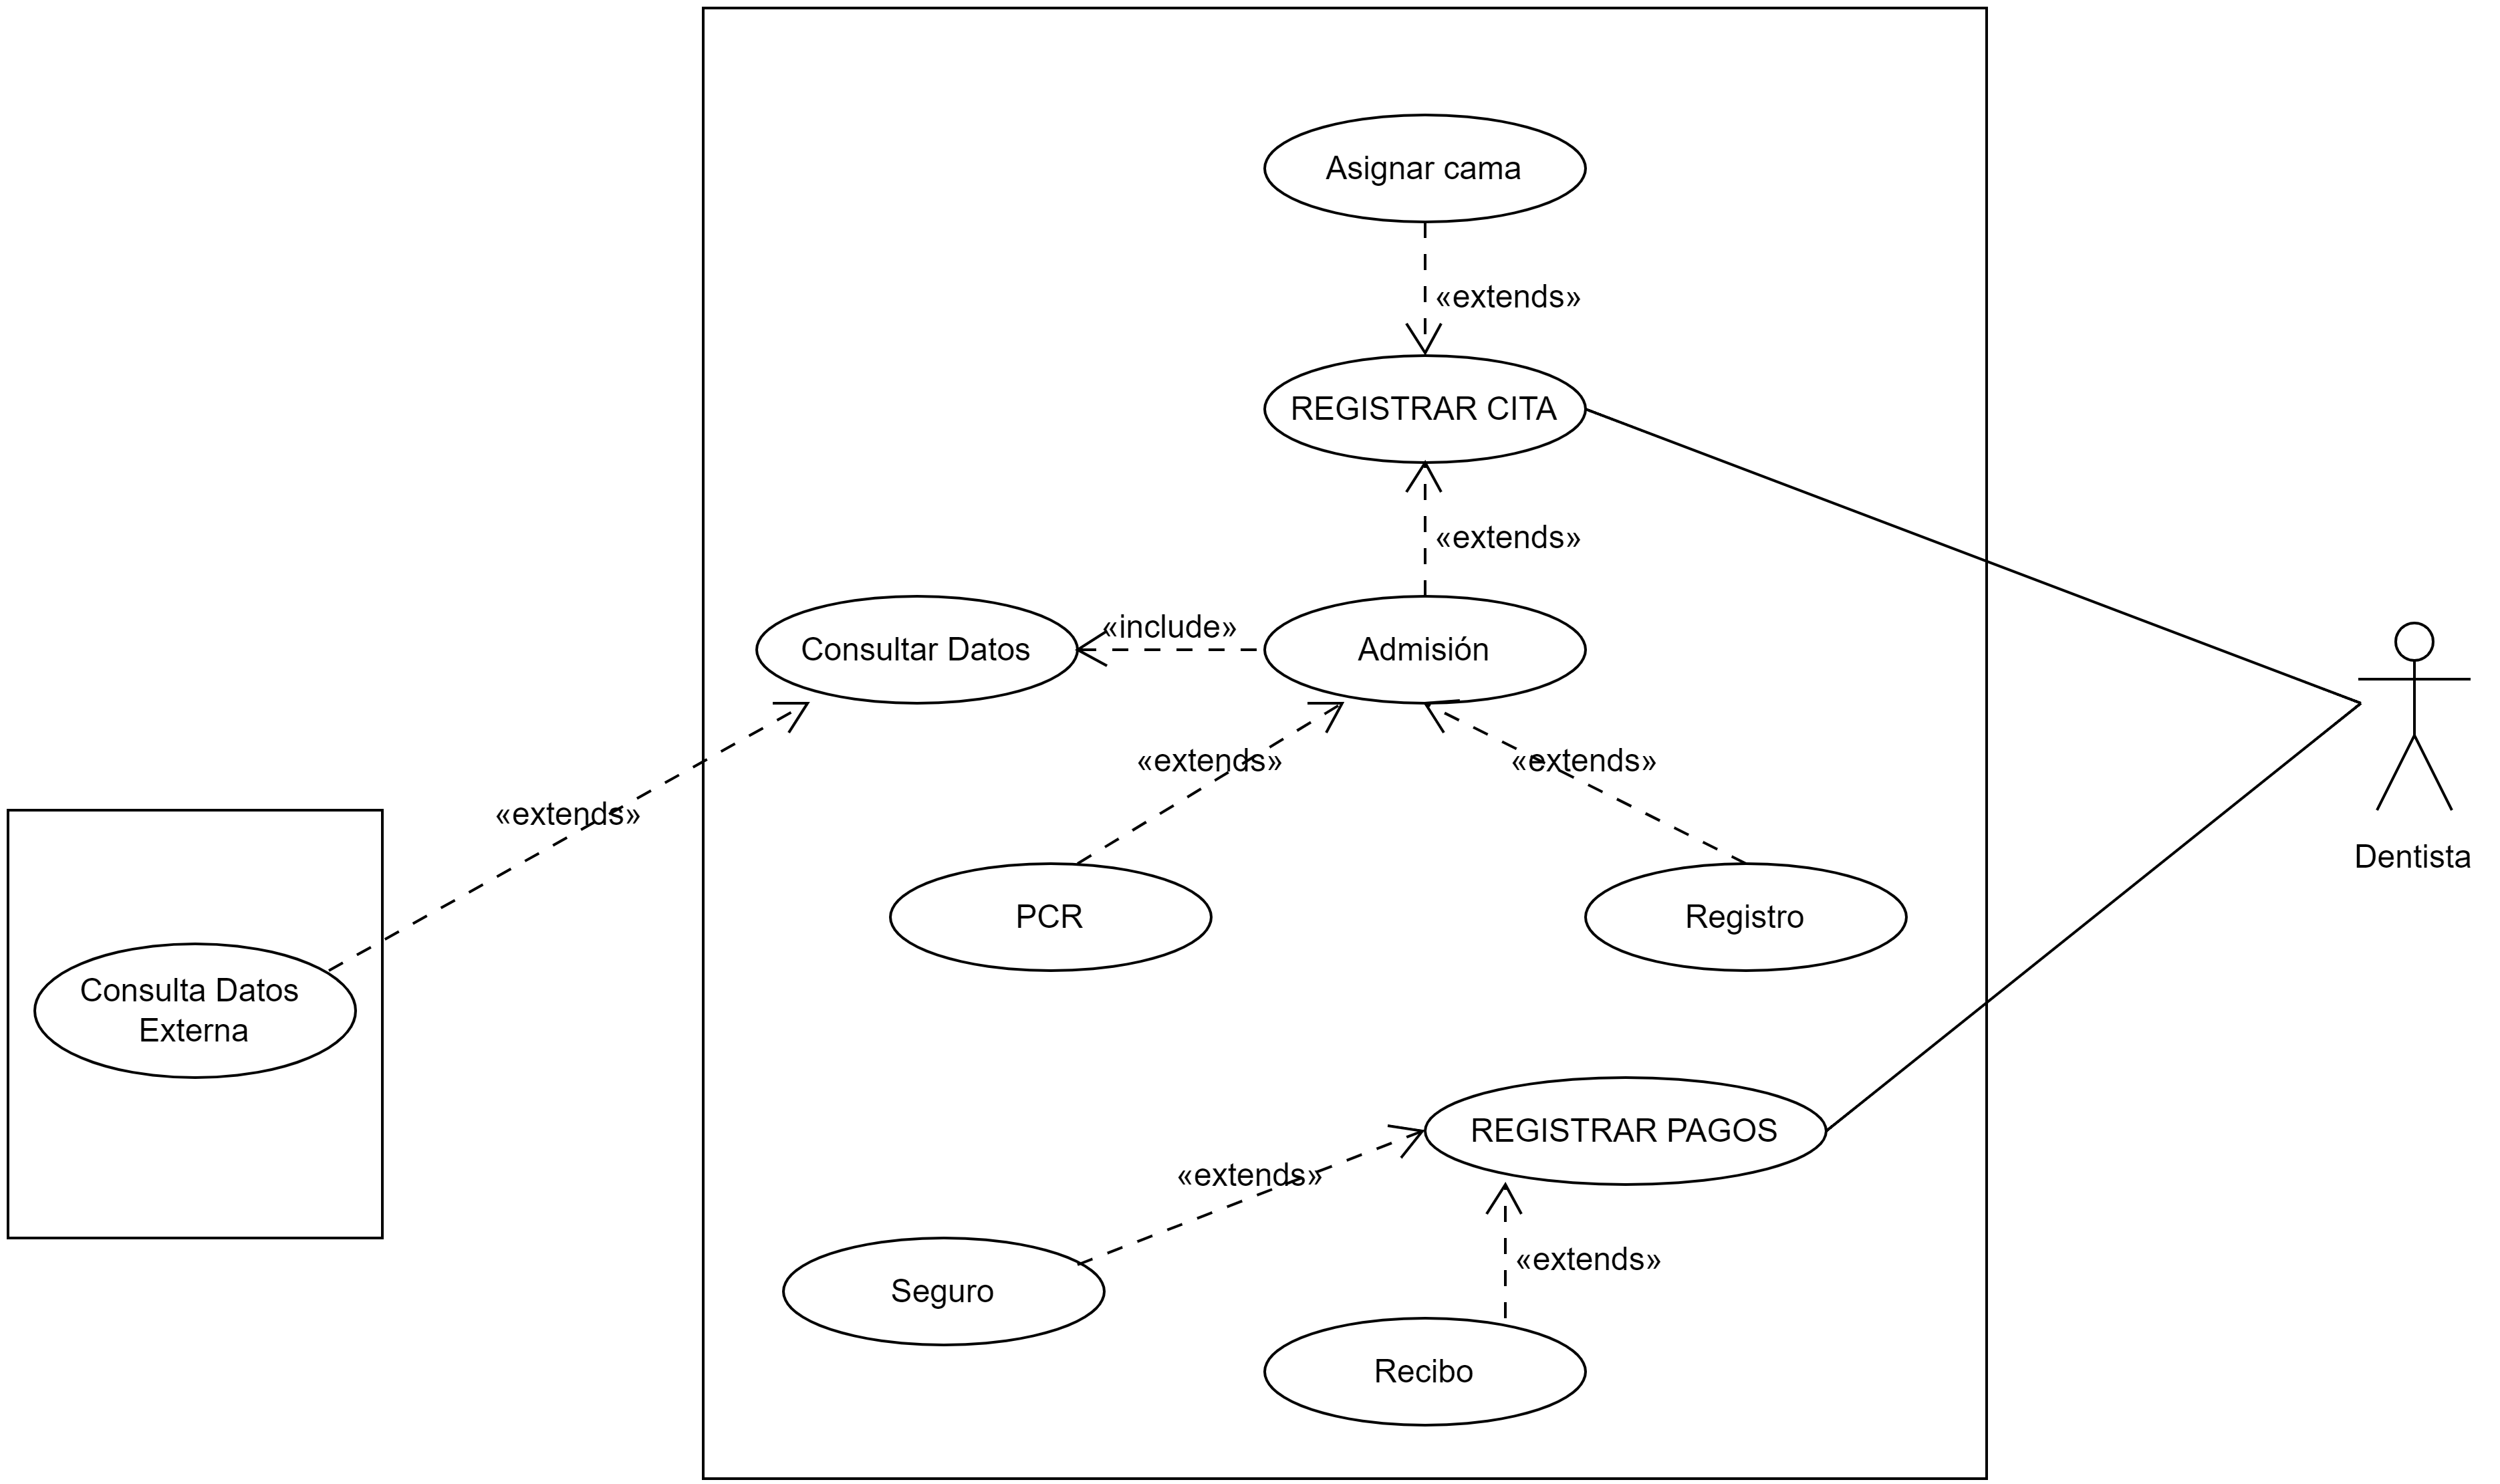 Asignar cama
«extends»
REGISTRAR CITA
«extends»
«include»
Consultar Datos
Admisión
«extends»
«extends»
«extends»
Dentista
PCR
Registro
Consulta Datos
Externa
REGISTRAR PAGOS
«extends»
«extends»
Seguro
Recibo